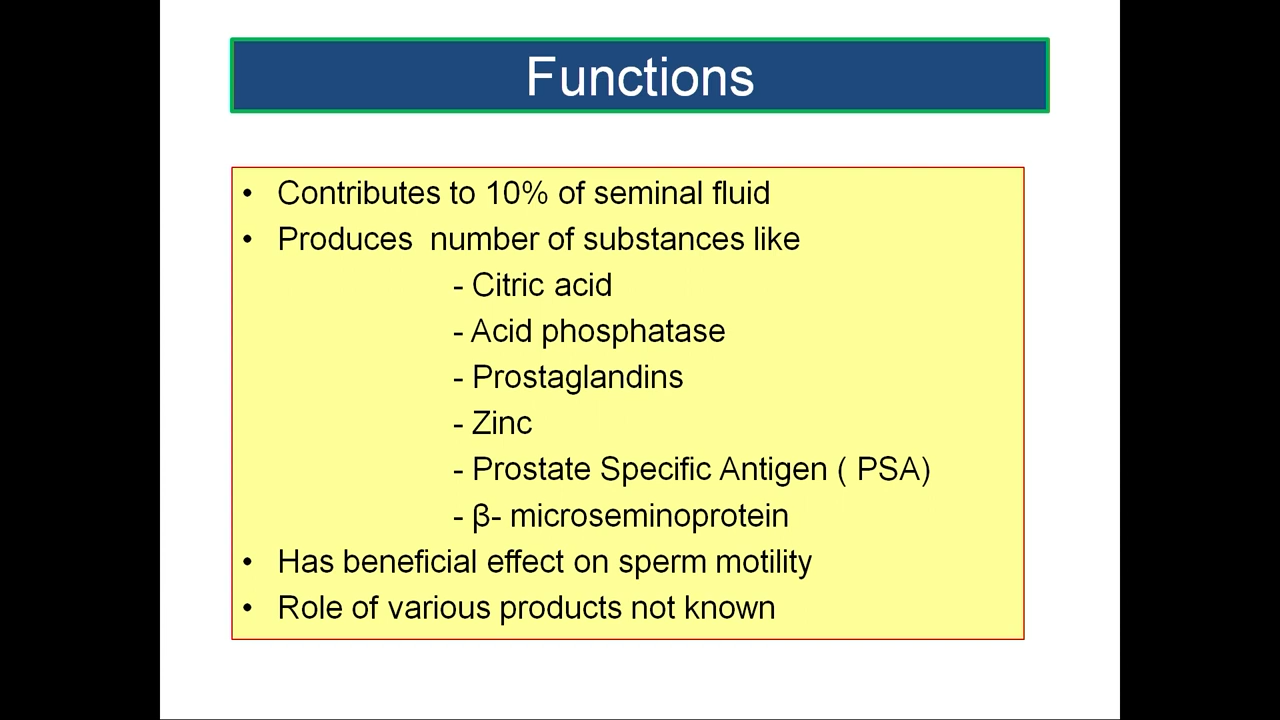 Functions
• Contributes to 10% of seminal fluid
• Produces  number of substances like
- Citric acid
- Acid phosphatase
- Prostaglandins
- Zinc
- Prostate Specific Antigen ( PSA)
- β- microseminoprotein
• Has beneficial effect on sperm motility
• Role of various products not known